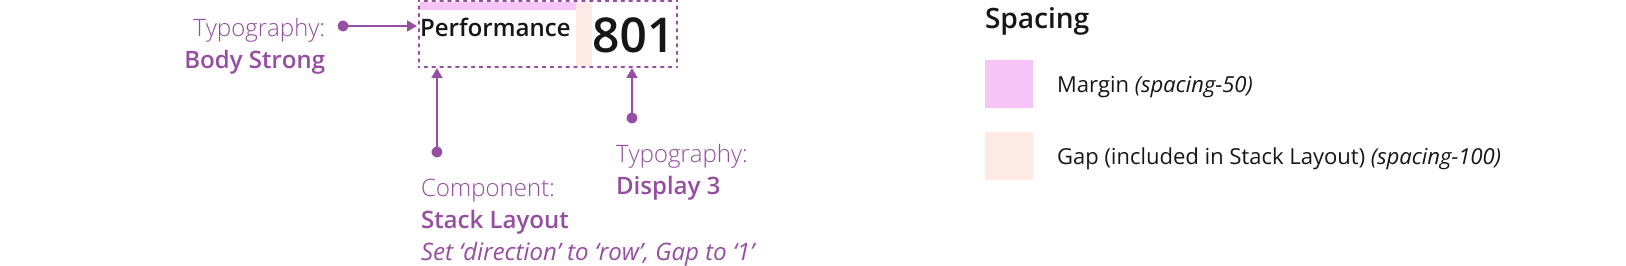 Typography:
Body Strong
Performance 801
Component:
Stack Layout
Set ‘direction’ to ‘row’, Gap to ‘1’
Typography:
Display 3
Spacing
Margin (spacing-50)
Gap (included in Stack Layout) (spacing-100)